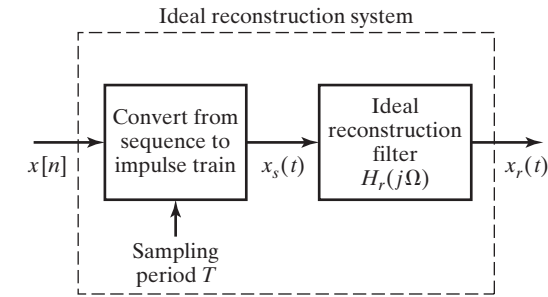 Ideal reconstruction system
Convert from
sequence to
impulse train
Ideal
reconstruction
filter
H_r(jΩ)
x[n]
x_s(t)
x_r(t)
Sampling
period T